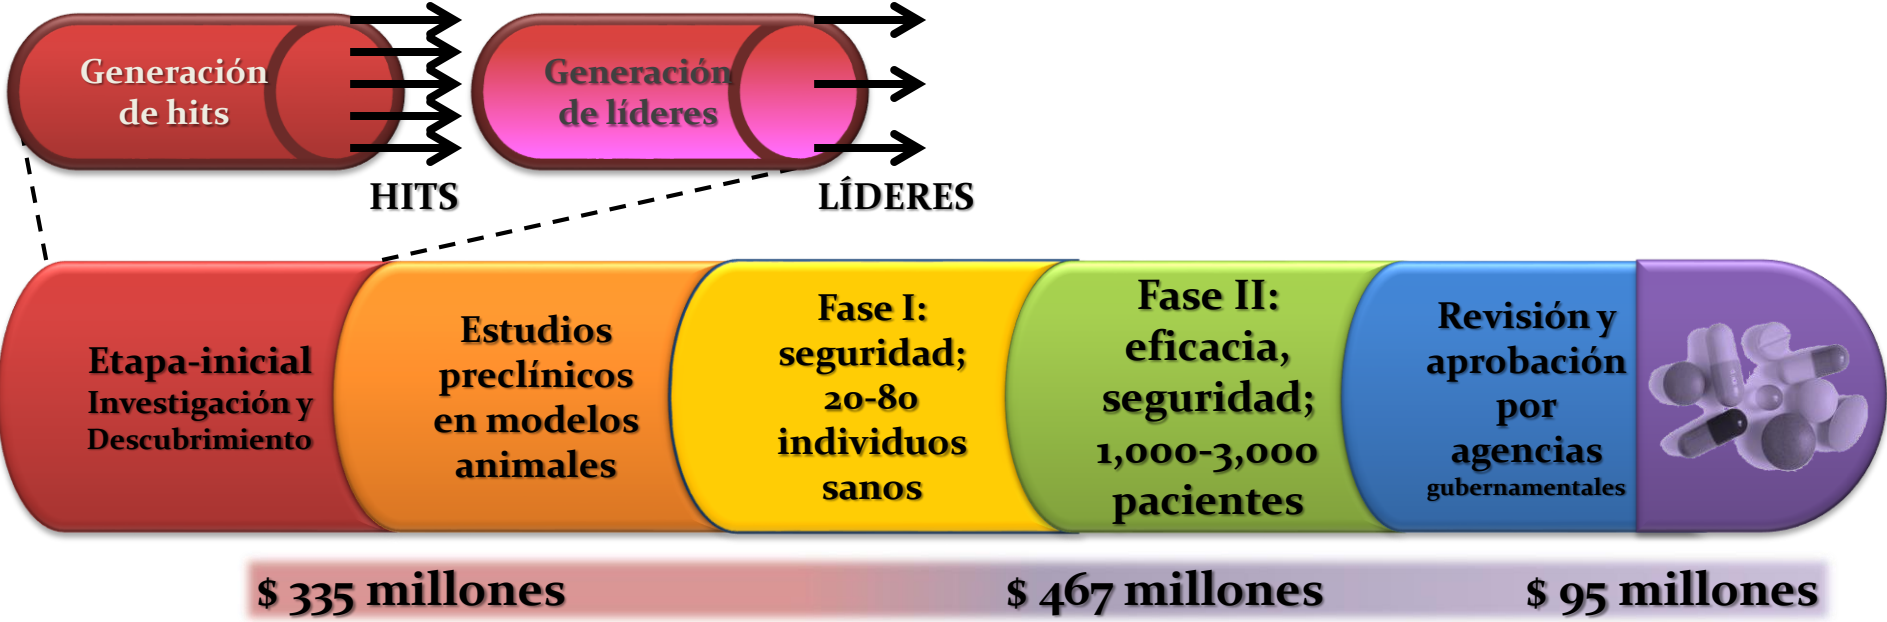 Generación
de hits
HITS
Generación
de líderes
LÍDERES
Etapa-inicial
Investigación y
Descubrimiento
Estudios
preclínicos
en modelos
animales
Fase I:
seguridad;
20-80
individuos
sanos
Fase II:
eficacia,
seguridad;
1,000-3,000
pacientes
Revisión y
aprobación
por
agencias
gubernamentales
$ 335 millones
$ 467 millones
$ 95 millones